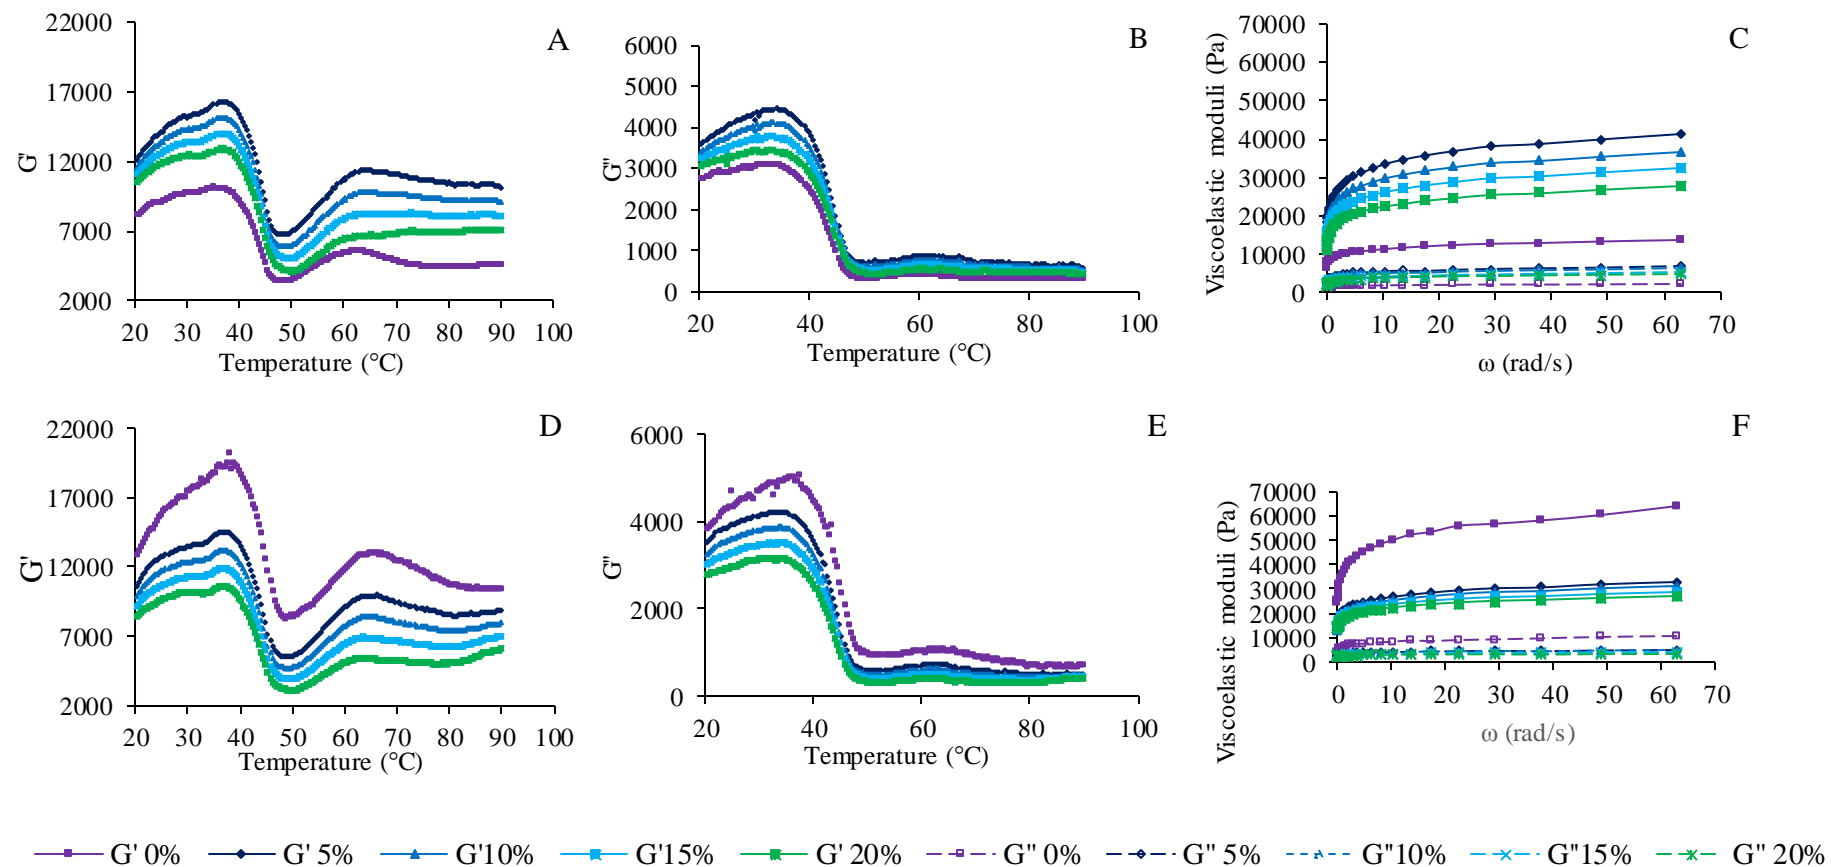 A
22000
17000
12000
7000
2000
G'
20 30 40 50 60 70 80 90 100
Temperature (°C)
B
6000
5000
4000
3000
2000
1000
0
G"
20 40 60 80 100
Temperature (°C)
C
70000
60000
50000
40000
30000
20000
10000
0
Viscoelastic moduli (Pa)
0 10 20 30 40 50 60 70
ω (rad/s)
D
22000
17000
12000
7000
2000
G'
20 30 40 50 60 70 80 90 100
Temperature (°C)
E
6000
4000
2000
0
G"
20 40 60 80 100
Temperature (°C)
F
70000
60000
50000
40000
30000
20000
10000
0
Viscoelastic moduli (Pa)
0 10 20 30 40 50 60 70
ω (rad/s)
G' 0% G' 5% G'10% G'15% G' 20% G" 0% G" 5% G"10% G"15% G" 20%